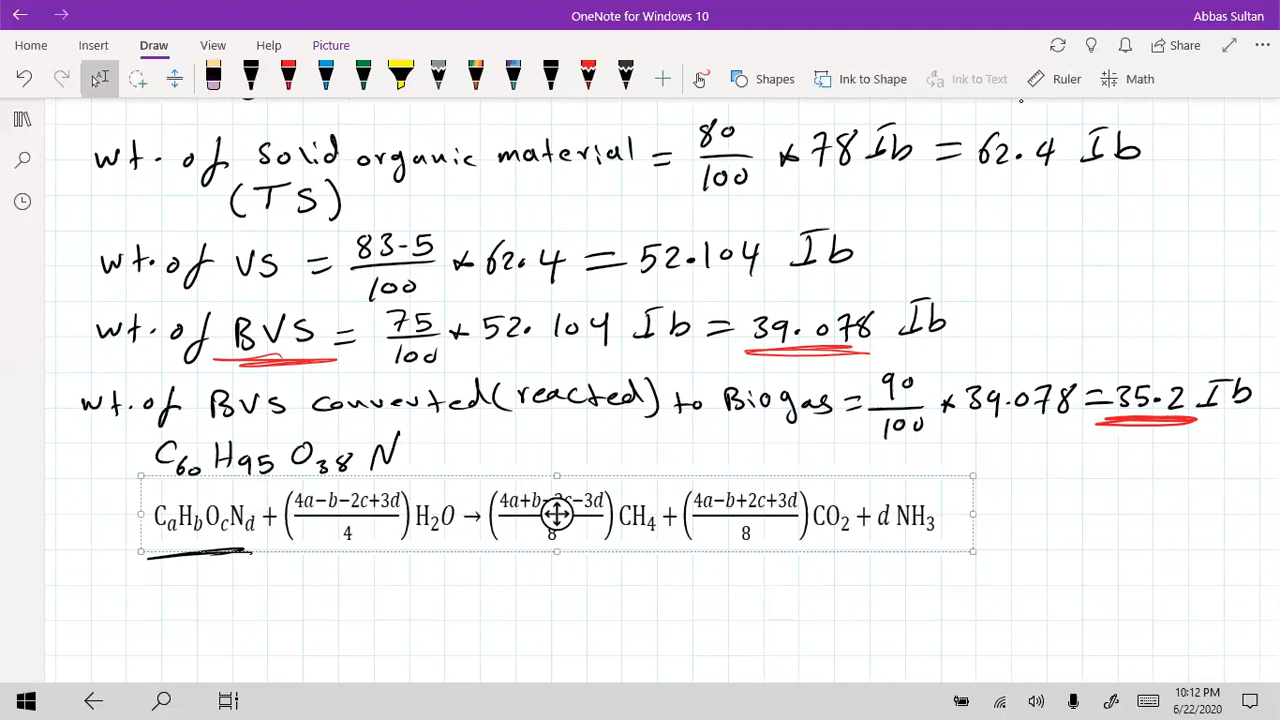 OneNote for Windows 10
Abbas Sultan
Home Insert Draw View Help Picture
Share
Shapes Ink to Shape Ink to Text Ruler Math
wt. of Solid organic material = 80/100 * 78 Ib = 62.4 Ib
(TS)
wt. of VS = 83-5/100 * 62.4 = 52.104 Ib
wt. of BVS = 75/100 * 52.104 Ib = 39.078 Ib
wt. of BVS converted (reacted) to Biogas = 90/100 * 39.078 = 35.2 Ib
C60 H95 O38 N
CaHbOcNd + ((4a−b−2c+3d)/4) H2O → ((4a+b−2c−3d)/8) CH4 + ((4a−b+2c+3d)/8) CO2 + d NH3
10:12 PM
6/22/2020